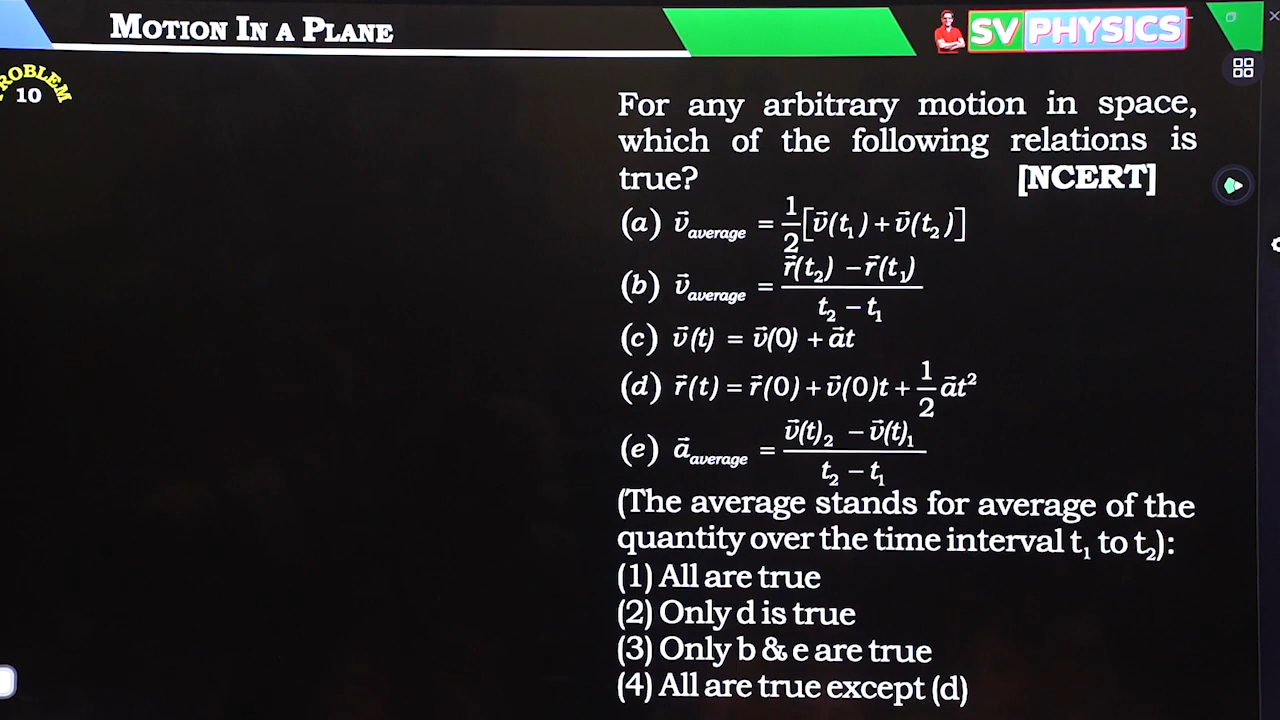 MOTION IN A PLANE
SV PHYSICS
PROBLEM
10
For any arbitrary motion in space,
which of the following relations is
true? [NCERT]
(a) v⃗average = 1/2[v⃗(t₁)+v⃗(t₂)]
(b) v⃗average = r⃗(t₂) – r⃗(t₁) / t₂ – t₁
(c) v⃗(t) = v⃗(0) + a⃗t
(d) r⃗(t) = r⃗(0) + v⃗(0)t + 1/2 a⃗t²
(e) a⃗average = v⃗(t)₂ – v⃗(t)₁ / t₂ – t₁
(The average stands for average of the
quantity over the time interval t₁ to t₂):
(1) All are true
(2) Only d is true
(3) Only b & e are true
(4) All are true except (d)